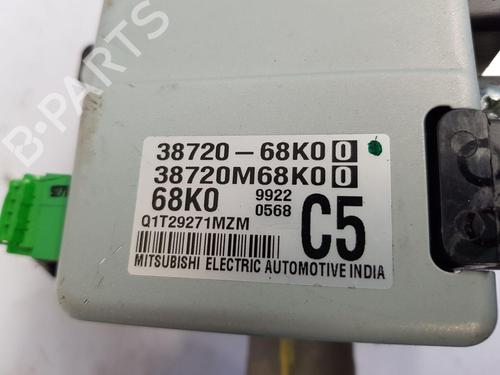 B-PARTS
38720-68K0 0
38720M68K0 0
68K0 9922
0568
Q1T29271MZM
C5
MITSUBISHI ELECTRIC AUTOMOTIVE INDIA